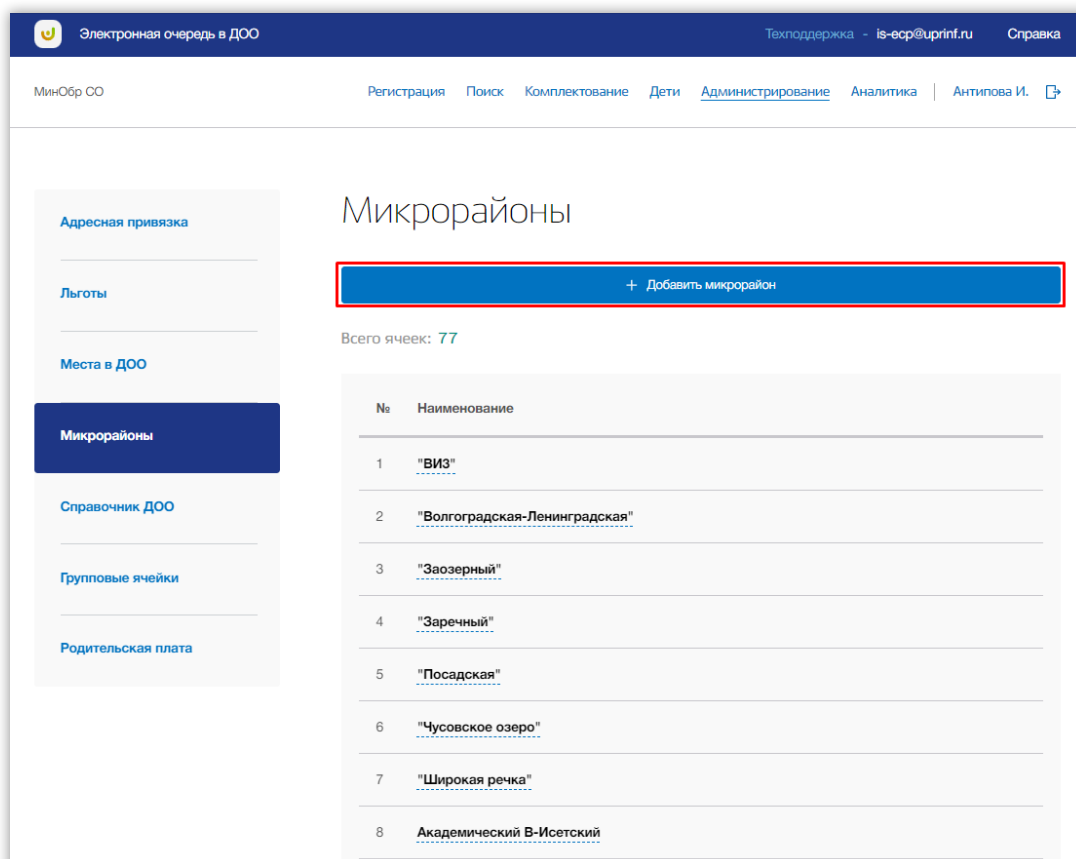 Электронная очередь в ДОО
Техподдержка - is-ecp@uprinf.ru Справка
МинОбр СО
Регистрация Поиск Комплектование Дети Администрирование Аналитика Антипова И.
Адресная привязка
Льготы
Места в ДОО
Микрорайоны
Справочник ДОО
Групповые ячейки
Родительская плата
Микрорайоны
+ Добавить микрорайон
Всего ячеек: 77
№ Наименование
1 "ВИЗ"
2 "Волгоградская-Ленинградская"
3 "Заозерный"
4 "Заречный"
5 "Посадская"
6 "Чусовское озеро"
7 "Широкая речка"
8 Академический В-Исетский